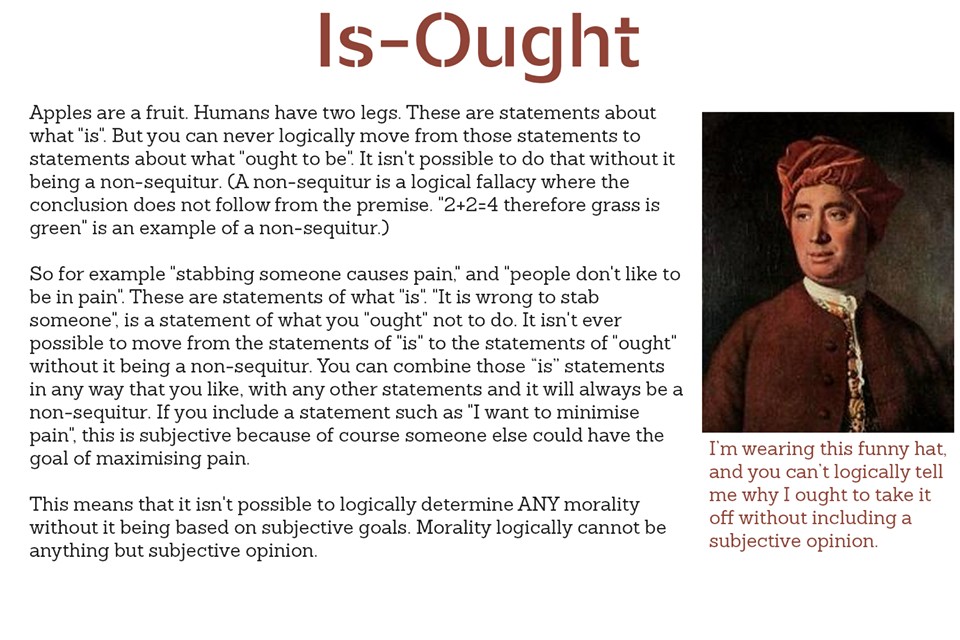 Is-Ought
Apples are a fruit. Humans have two legs. These are statements about
what "is". But you can never logically move from those statements to
statements about what "ought to be". It isn't possible to do that without it
being a non-sequitur. (A non-sequitur is a logical fallacy where the
conclusion does not follow from the premise. "2+2=4 therefore grass is
green" is an example of a non-sequitur.)
So for example "stabbing someone causes pain," and "people don't like to
be in pain". These are statements of what "is". "It is wrong to stab
someone", is a statement of what you "ought" not to do. It isn't ever
possible to move from the statements of "is" to the statements of "ought"
without it being a non-sequitur. You can combine those “is” statements
in any way that you like, with any other statements and it will always be a
non-sequitur. If you include a statement such as "I want to minimise
pain", this is subjective because of course someone else could have the
goal of maximising pain.
This means that it isn't possible to logically determine ANY morality
without it being based on subjective goals. Morality logically cannot be
anything but subjective opinion.
I’m wearing this funny hat,
and you can’t logically tell
me why I ought to take it
off without including a
subjective opinion.